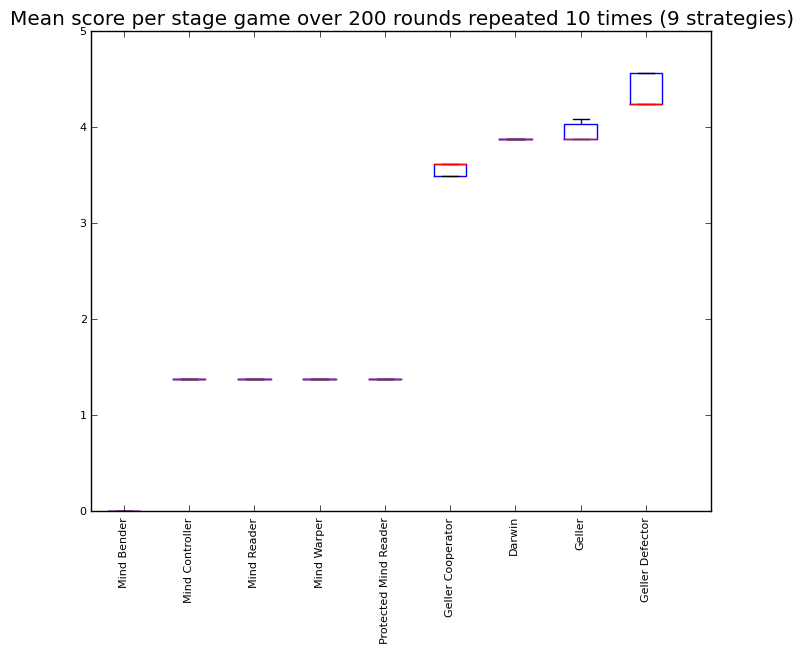 Mean score per stage game over 200 rounds repeated 10 times (9 strategies)
5
4
3
2
1
0
Mind Bender
Mind Controller
Mind Reader
Mind Warper
Protected Mind Reader
Geller Cooperator
Darwin
Geller
Geller Defector